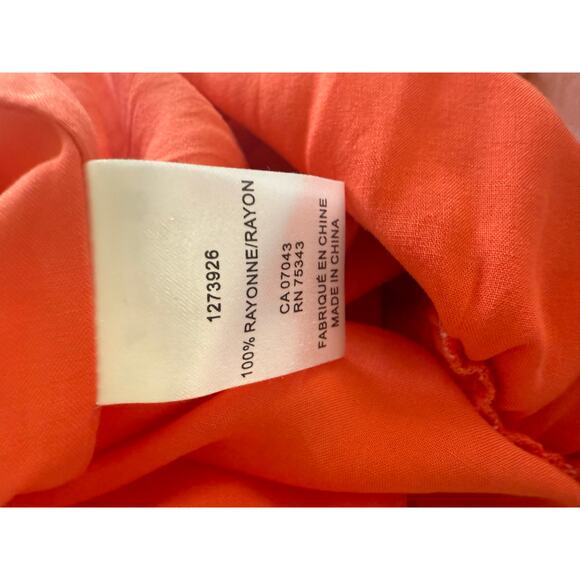 1273926
100% RAYONNE/RAYON
CA 07043
RN 75343
FABRIQUÉ EN CHINE
MADE IN CHINA